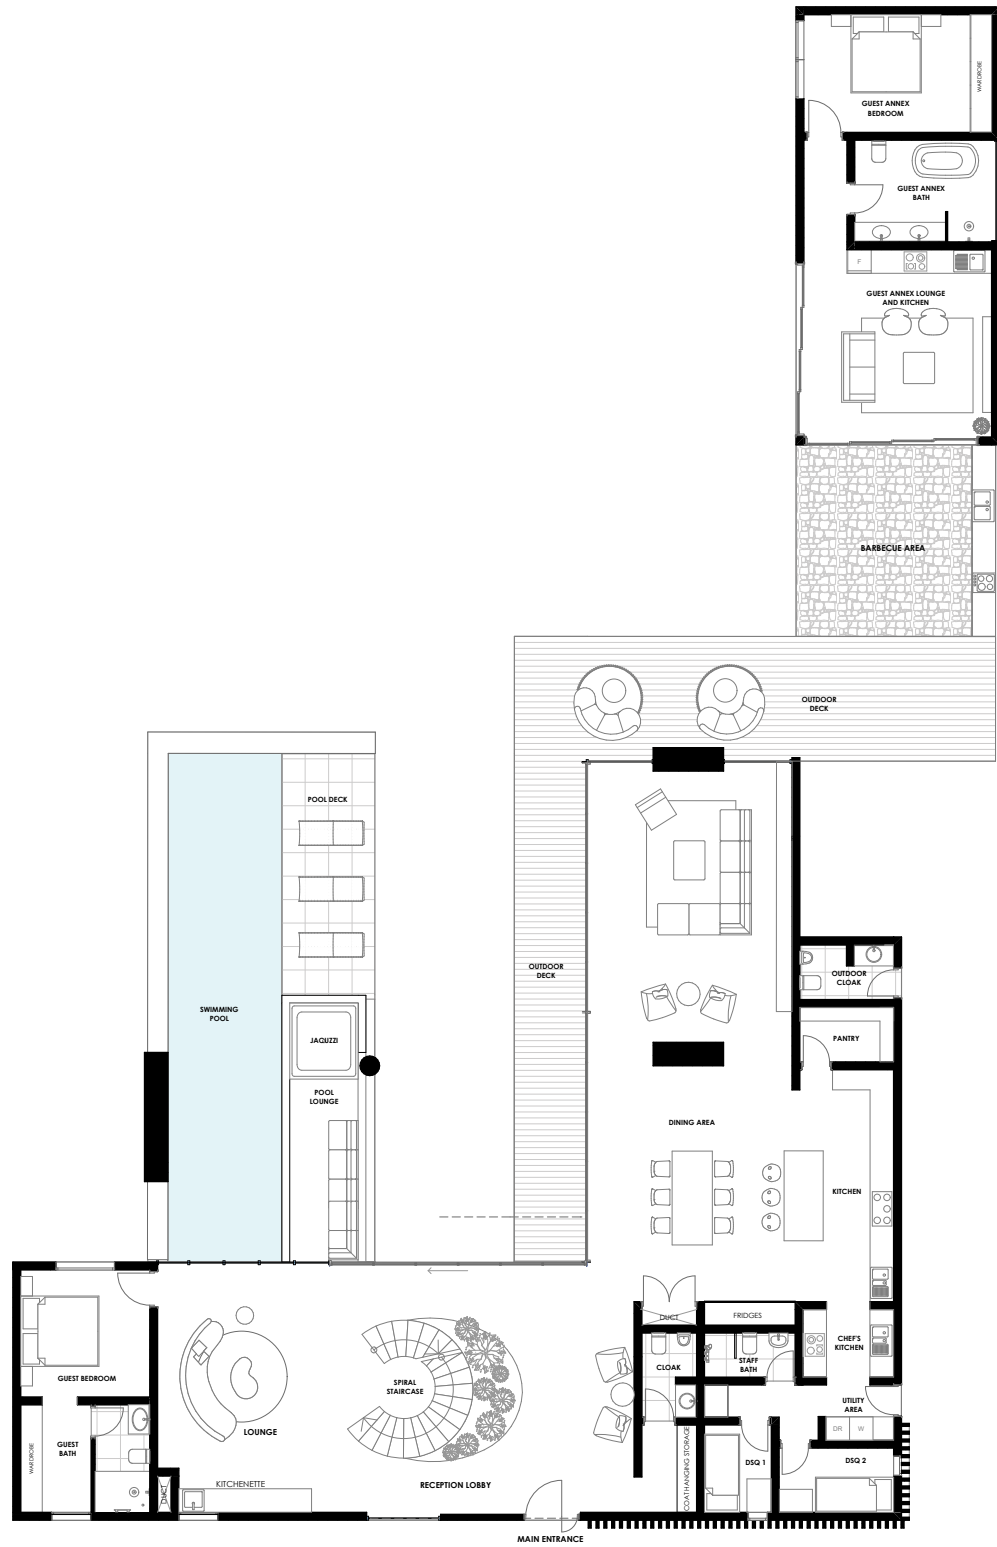 WARDROBE
GUEST ANNEX
BEDROOM
GUEST ANNEX
BATH
F
GUEST ANNEX LOUNGE
AND KITCHEN
BARBECUE AREA
OUTDOOR
DECK
POOL DECK
OUTDOOR
DECK
OUTDOOR
CLOAK
SWIMMING
POOL
JACUZZI
PANTRY
POOL
LOUNGE
DINING AREA
KITCHEN
DUCT
FRIDGES
CHEF'S
KITCHEN
CLOAK
STAFF
BATH
GUEST BEDROOM
SPIRAL
STAIRCASE
UTILITY
AREA
LOUNGE
DR
W
WARDROBE
GUEST
BATH
DSQ 1
DSQ 2
KITCHENETTE
RECEPTION LOBBY
DUCT
COATHANGING STORAGE
MAIN ENTRANCE